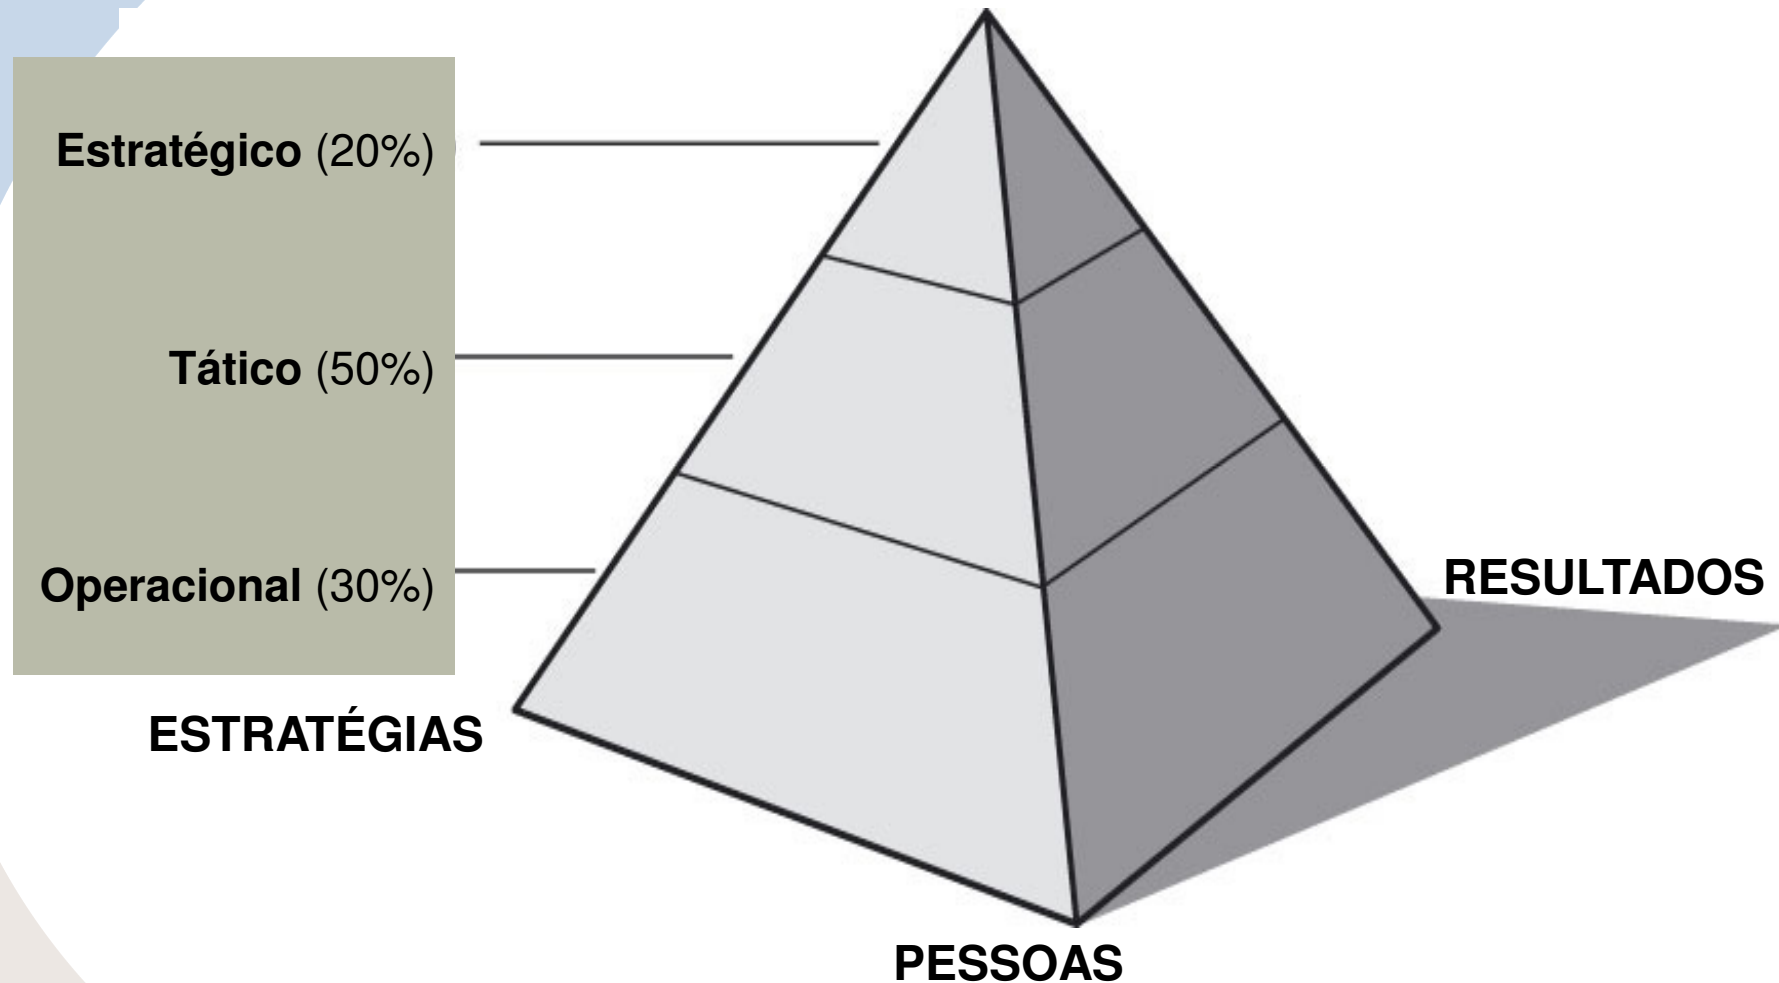 Estratégico (20%)
Tático (50%)
Operacional (30%)
RESULTADOS
ESTRATÉGIAS
PESSOAS